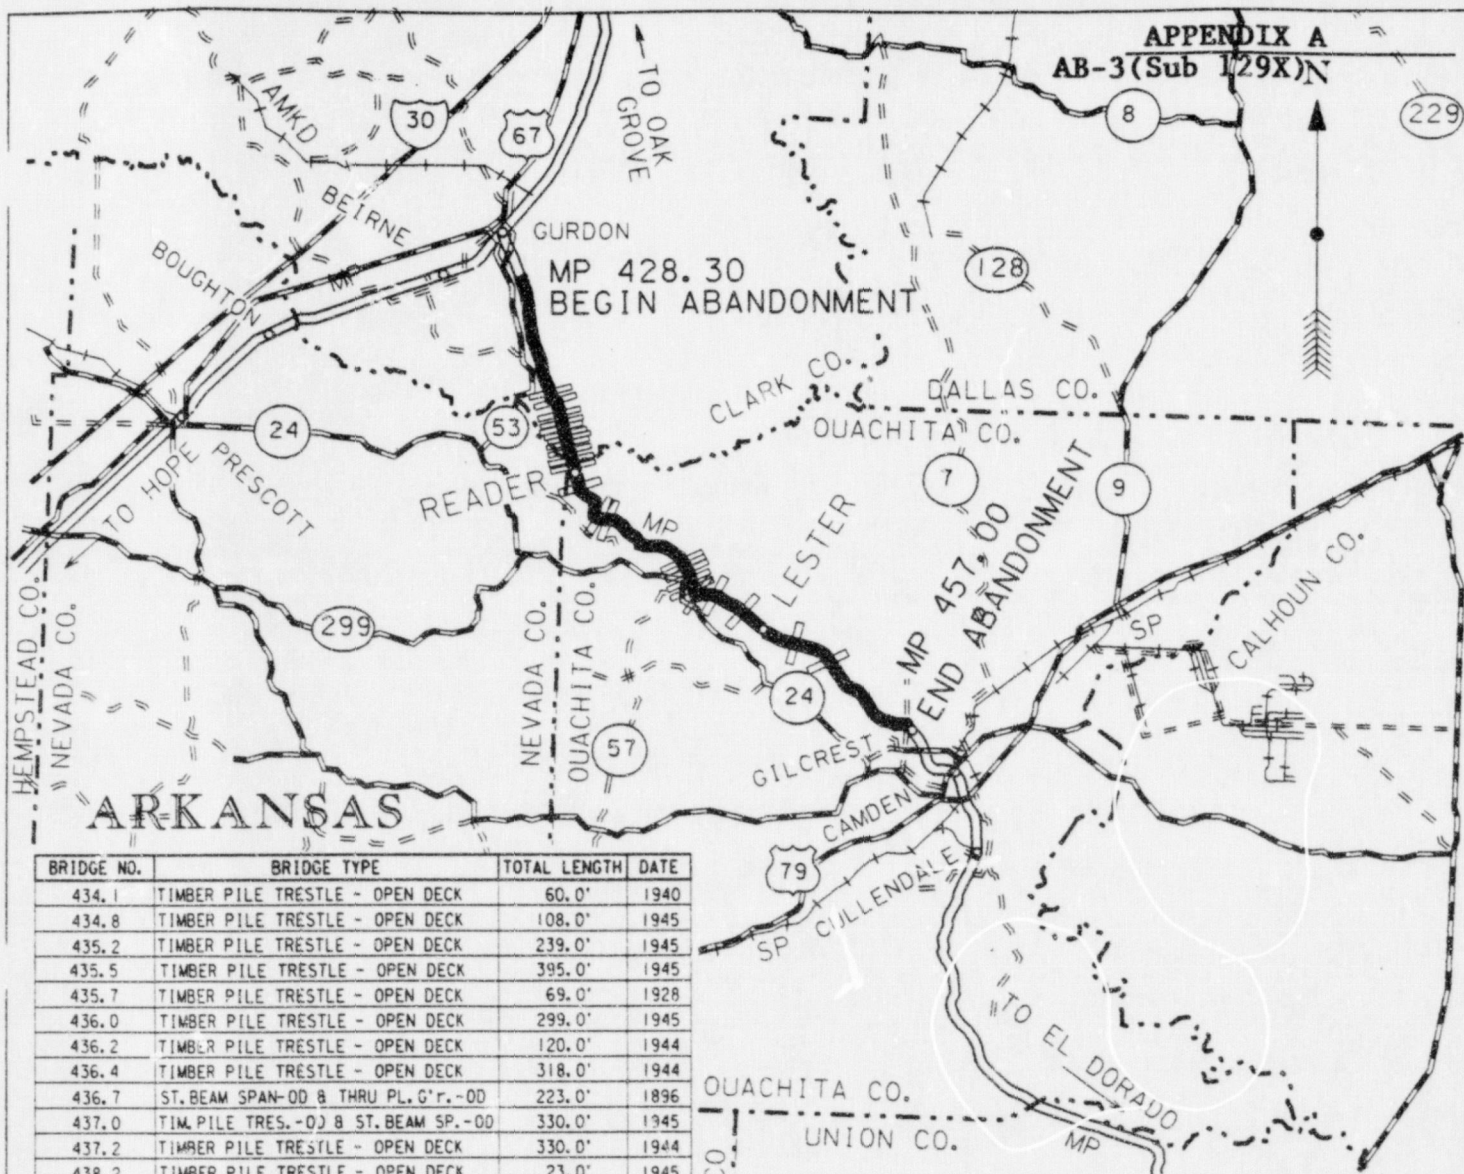 APPENDIX A
AB-3(Sub 129X)
N
229
8
30
67
AMKD
TO OAK
GROVE
BEIRNE
GURDON
BOUGHTON
MP
MP 428.30
BEGIN ABANDONMENT
128
CLARK CO.
DALLAS CO.
OUACHITA CO.
24
53
7
9
TO HOPE
PRESCOTT
READER
MP
LESTER
MP 457.00
END ABANDONMENT
SP
CALHOUN CO.
299
HEMPSTEAD CO.
NEVADA CO.
NEVADA CO.
OUACHITA CO.
24
57
GILCREST
CAMDEN
ARKANSAS
79
SP
CULLENDALE
TO EL DORADO
OUACHITA CO.
UNION CO.
MP
CO
BRIDGE NO. BRIDGE TYPE TOTAL LENGTH DATE
434.1 TIMBER PILE TRESTLE - OPEN DECK 60.0' 1940
434.8 TIMBER PILE TRESTLE - OPEN DECK 108.0' 1945
435.2 TIMBER PILE TRESTLE - OPEN DECK 239.0' 1945
435.5 TIMBER PILE TRESTLE - OPEN DECK 395.0' 1945
435.7 TIMBER PILE TRESTLE - OPEN DECK 69.0' 1928
436.0 TIMBER PILE TRESTLE - OPEN DECK 299.0' 1945
436.2 TIMBER PILE TRESTLE - OPEN DECK 120.0' 1944
436.4 TIMBER PILE TRESTLE - OPEN DECK 318.0' 1944
436.7 ST. BEAM SPAN-OD & THRU PL. G'r.-OD 223.0' 1896
437.0 TIM. PILE TRES.-OD & ST. BEAM SP.-OD 330.0' 1945
437.2 TIMBER PILE TRESTLE - OPEN DECK 330.0' 1944
438.2 TIMBER PILE TRESTLE - OPEN DECK 23.0' 1945